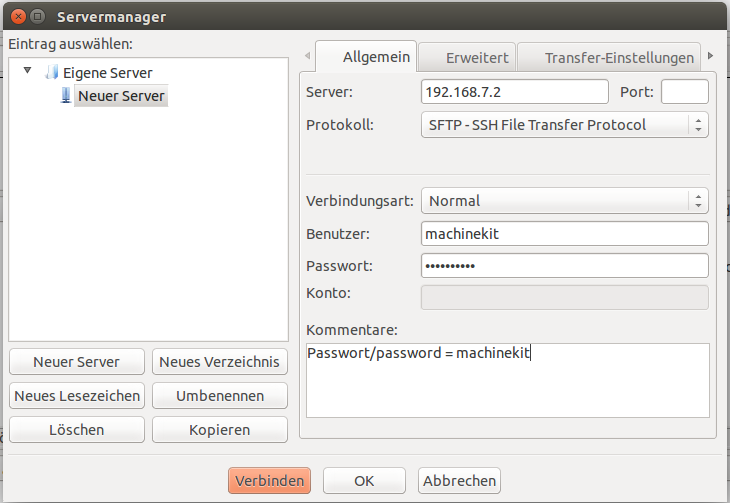 Servermanager
Eintrag auswählen:
Eigene Server
Neuer Server
Neuer Server Neues Verzeichnis
Neues Lesezeichen Umbenennen
Löschen Kopieren
Allgemein Erweitert Transfer-Einstellungen
Server: 192.168.7.2 Port:
Protokoll: SFTP - SSH File Transfer Protocol
Verbindungsart: Normal
Benutzer: machinekit
Passwort: ••••••••••
Konto:
Kommentare:
Passwort/password = machinekit
Verbinden OK Abbrechen